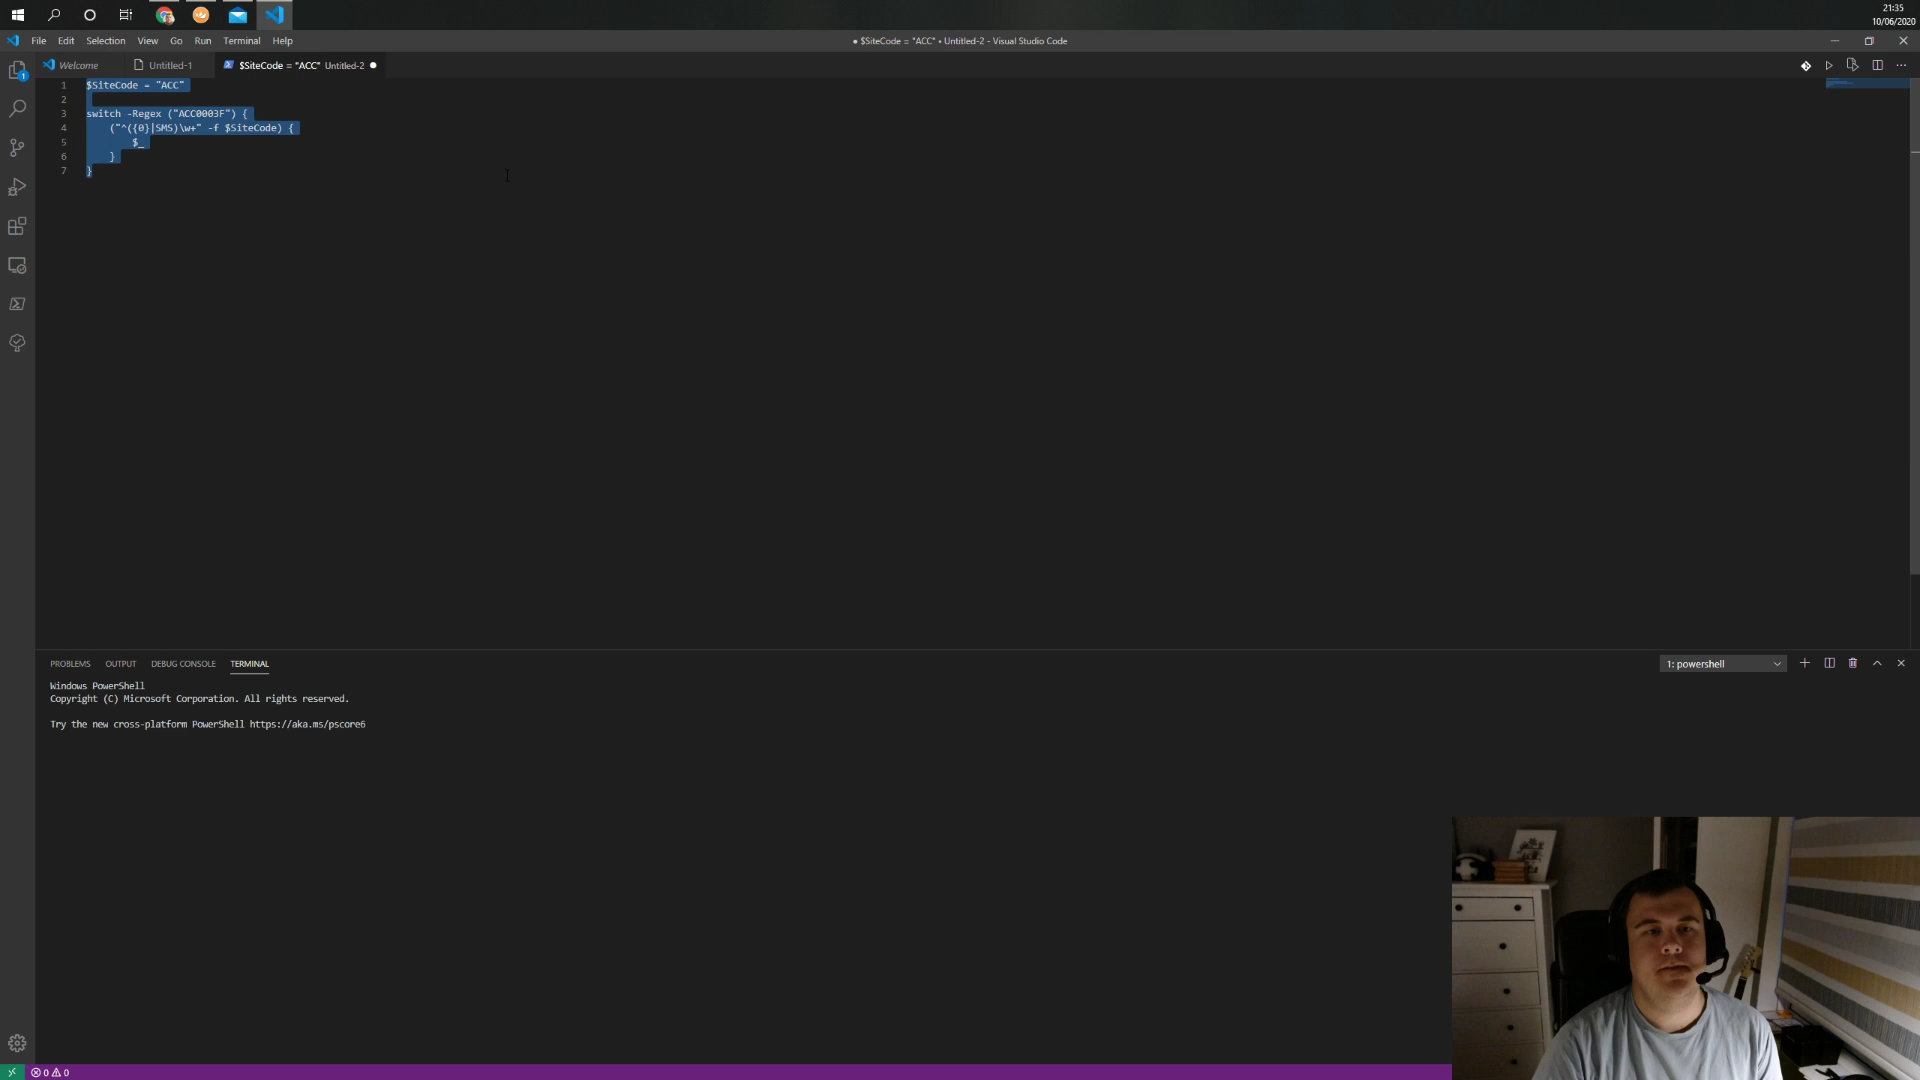 21:35
10/06/2020
File Edit Selection View Go Run Terminal Help
● $SiteCode = "ACC" • Untitled-2 - Visual Studio Code
Welcome Untitled-1 $SiteCode = "ACC" Untitled-2 ●
1 $SiteCode = "ACC"
2
3 switch -Regex ("ACC0003F") {
4 ("^({0}|SMS)\w+" -f $SiteCode) {
5 $_
6 }
7 }
1
PROBLEMS OUTPUT DEBUG CONSOLE TERMINAL
1: powershell
Windows PowerShell
Copyright (C) Microsoft Corporation. All rights reserved.
Try the new cross-platform PowerShell https://aka.ms/pscore6
0 0